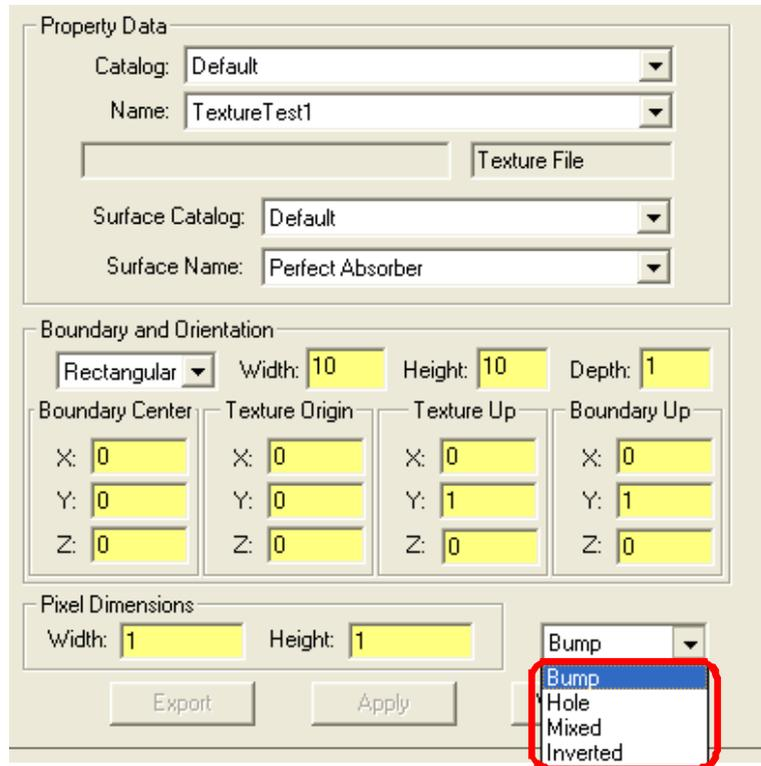 Property Data
Catalog: Default
Name: TextureTest1
Texture File
Surface Catalog: Default
Surface Name: Perfect Absorber
Boundary and Orientation
Rectangular Width: 10 Height: 10 Depth: 1
Boundary Center Texture Origin Texture Up Boundary Up
X: 0 X: 0 X: 0 X: 0
Y: 0 Y: 0 Y: 1 Y: 1
Z: 0 Z: 0 Z: 0 Z: 0
Pixel Dimensions
Width: 1 Height: 1 Bump
Export Apply
Bump
Hole
Mixed
Inverted